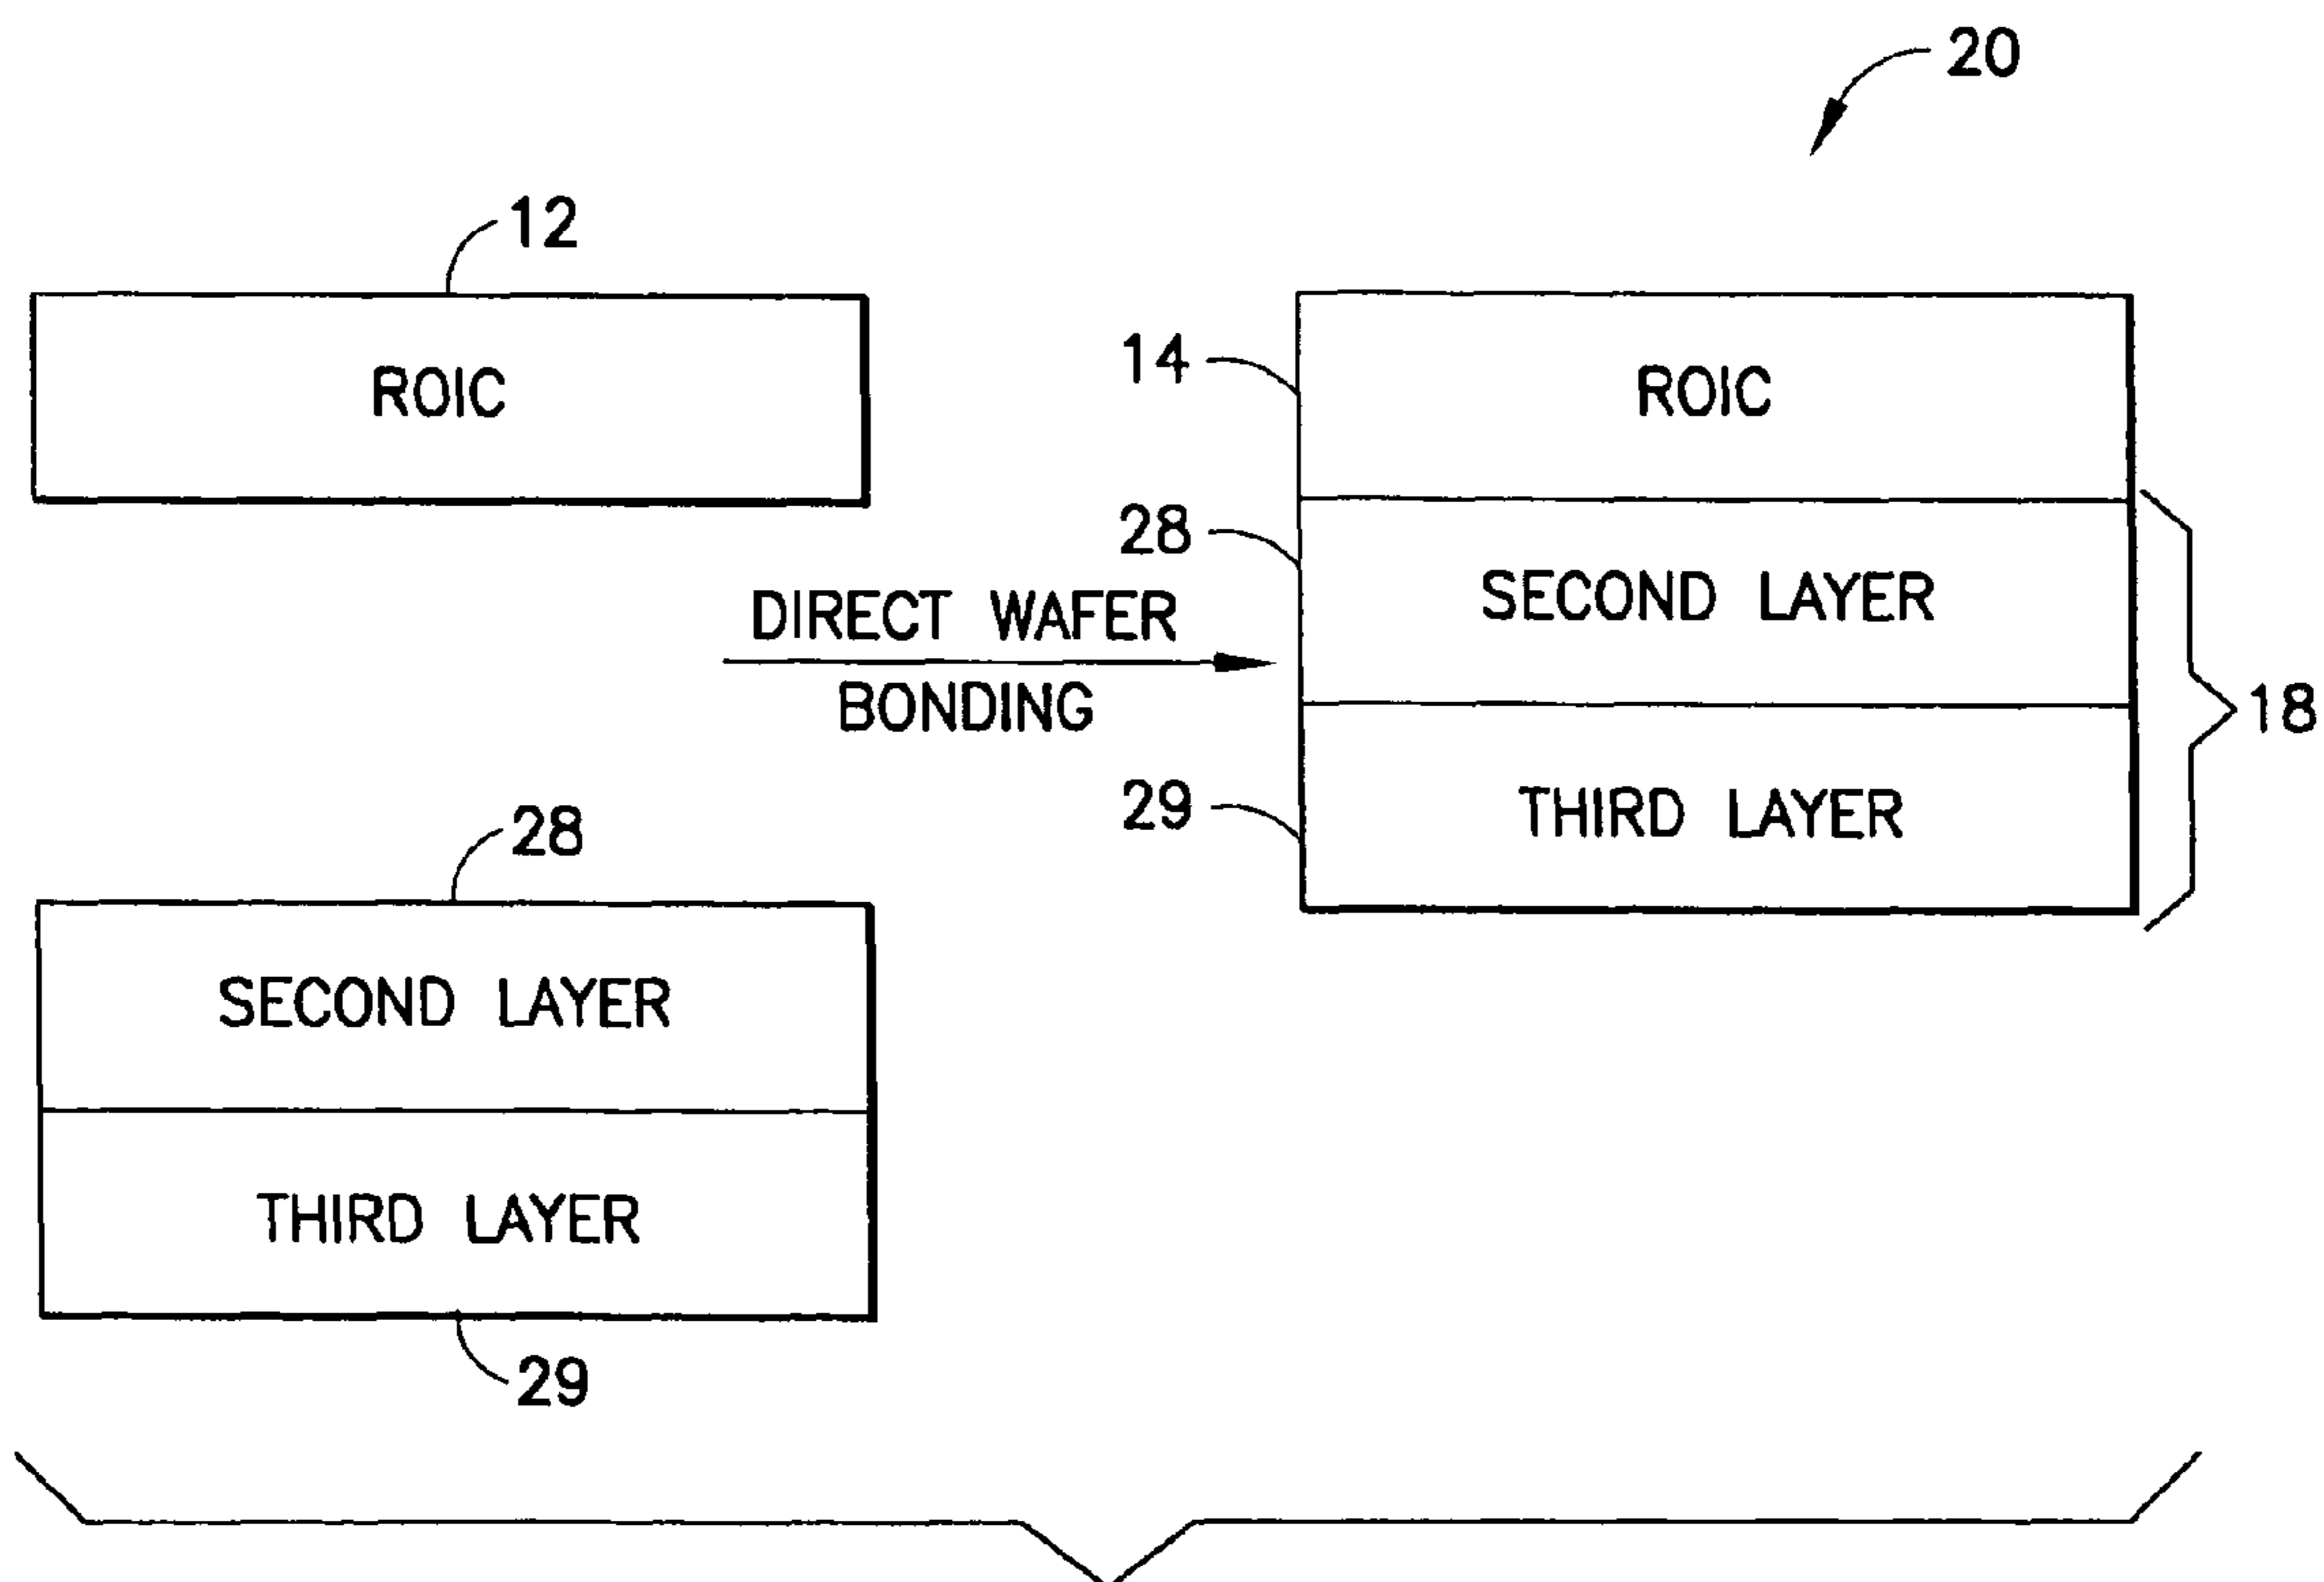 20
12
ROIC
14
ROIC
28
SECOND LAYER
DIRECT WAFER
BONDING
18
29
THIRD LAYER
28
SECOND LAYER
THIRD LAYER
29